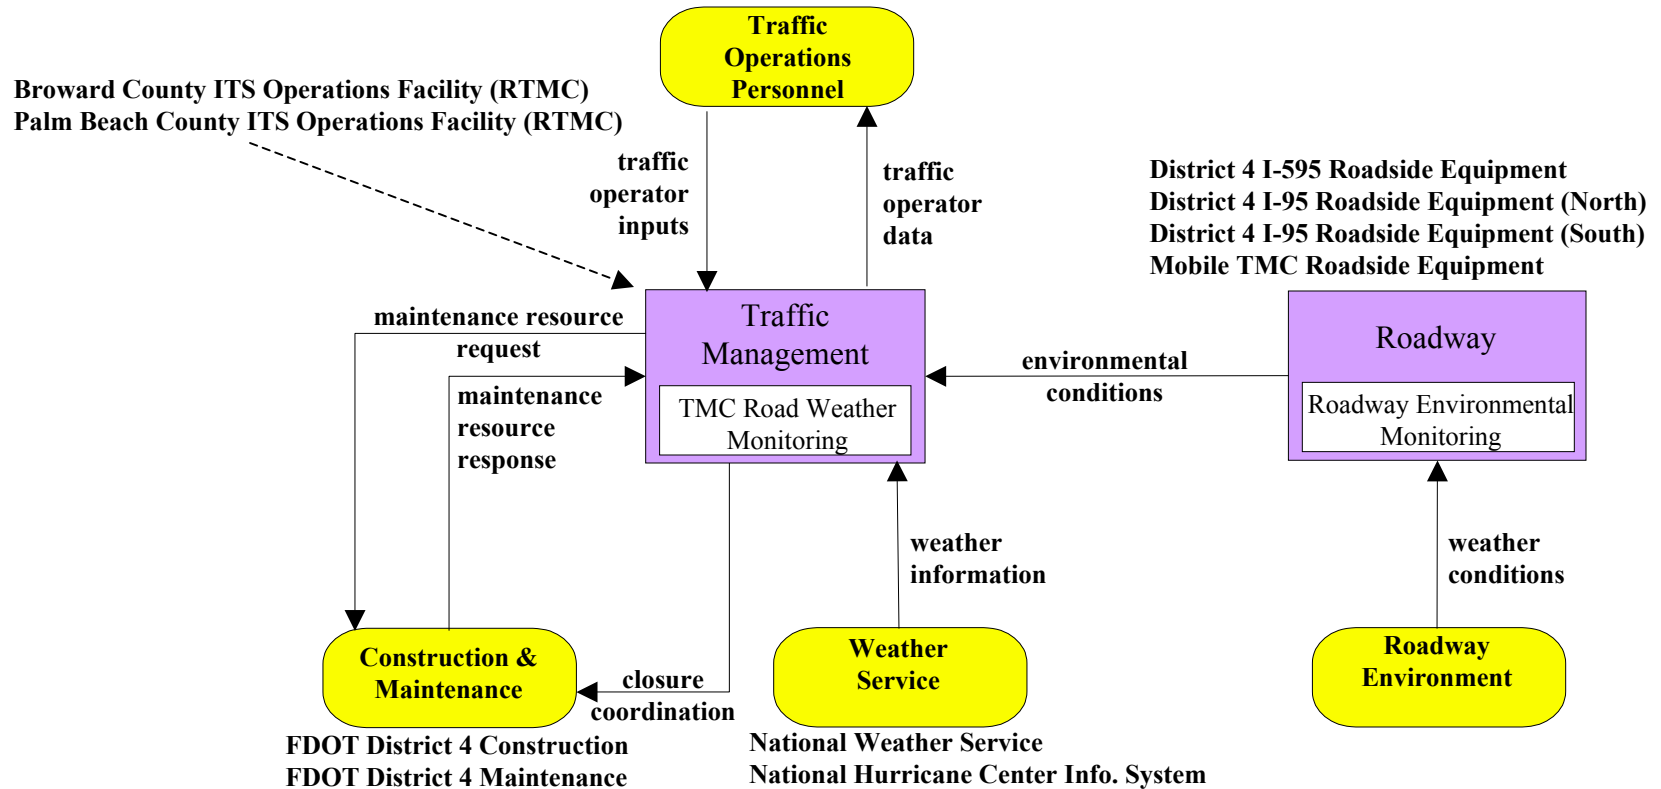 Traffic
Operations
Personnel
Broward County ITS Operations Facility (RTMC)
Palm Beach County ITS Operations Facility (RTMC)
traffic
operator
inputs
traffic
operator
data
District 4 I-595 Roadside Equipment
District 4 I-95 Roadside Equipment (North)
District 4 I-95 Roadside Equipment (South)
Mobile TMC Roadside Equipment
maintenance resource
request
Traffic
Management
TMC Road Weather
Monitoring
environmental
conditions
Roadway
Roadway Environmental
Monitoring
maintenance
resource
response
weather
information
weather
conditions
Construction &
Maintenance
closure
coordination
Weather
Service
Roadway
Environment
FDOT District 4 Construction
FDOT District 4 Maintenance
National Weather Service
National Hurricane Center Info. System